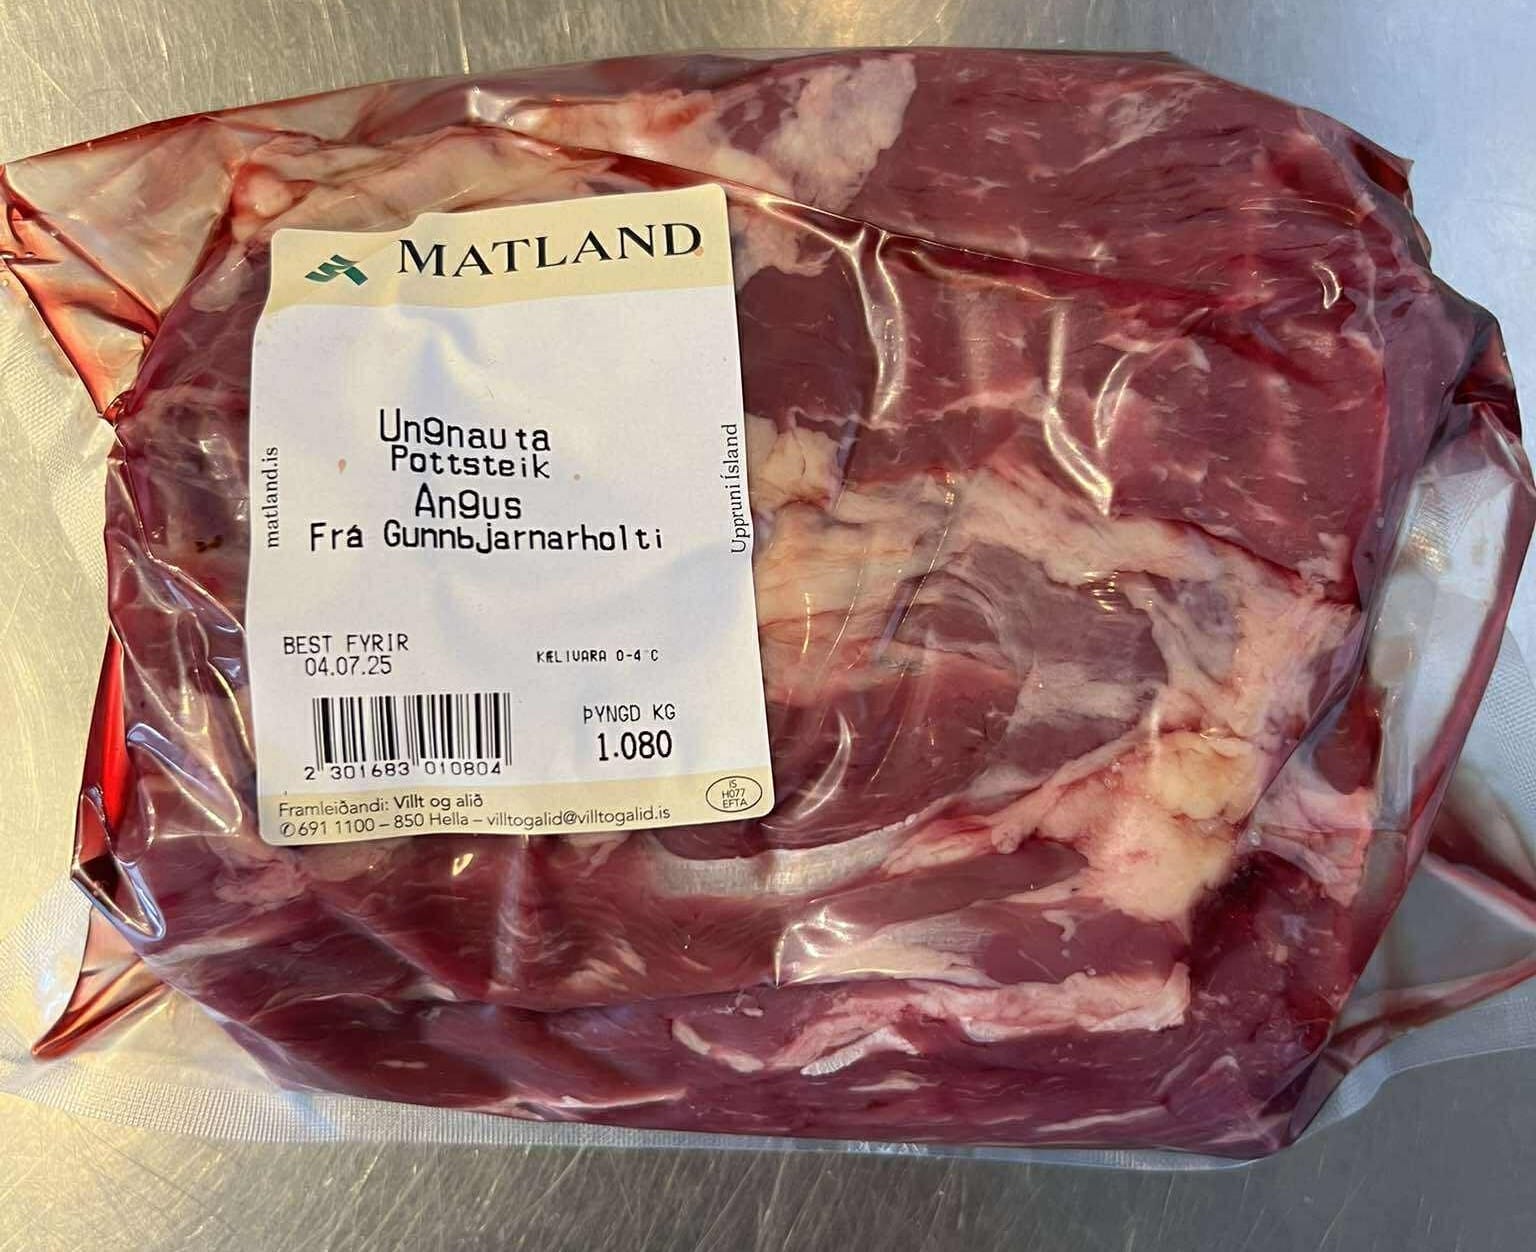 MATLAND
Ungnauta
Pottsteik
Angus
Frá Gunnbjarnarholti
matland.is
Uppruni Ísland
BEST FYRIR
04.07.25
KÆLIVARA 0-4°C
ÞYNGD KG
1.080
2 301683 010804
Framleiðandi: Villt og alið
✆691 1100 – 850 Hella – villtogalid@villtogalid.is
IS
H077
EFTA